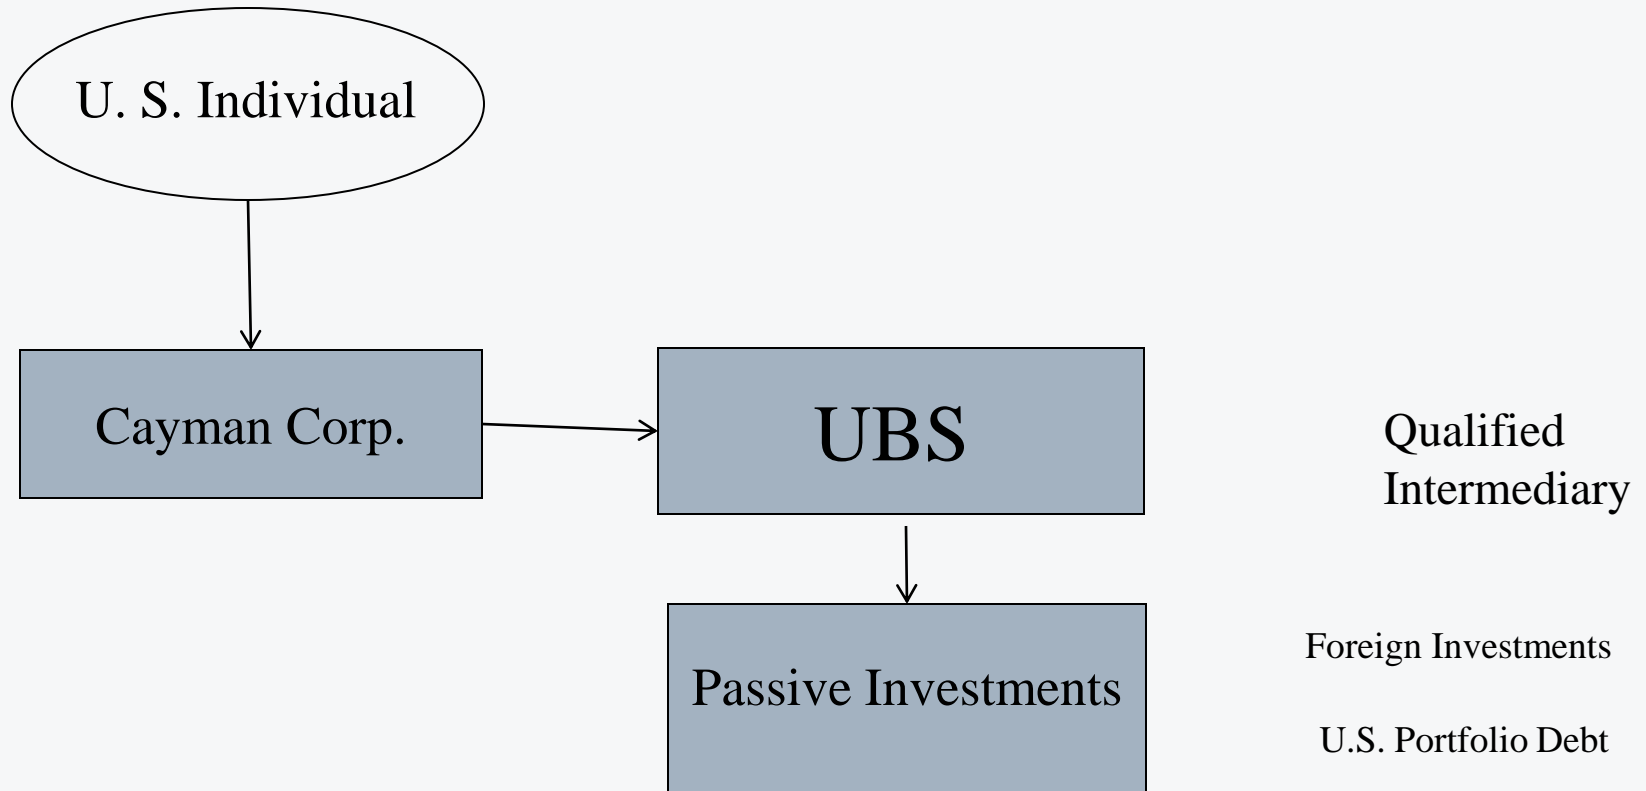 U. S. Individual
Cayman Corp.
UBS
Qualified
Intermediary
Passive Investments
Foreign Investments
U.S. Portfolio Debt